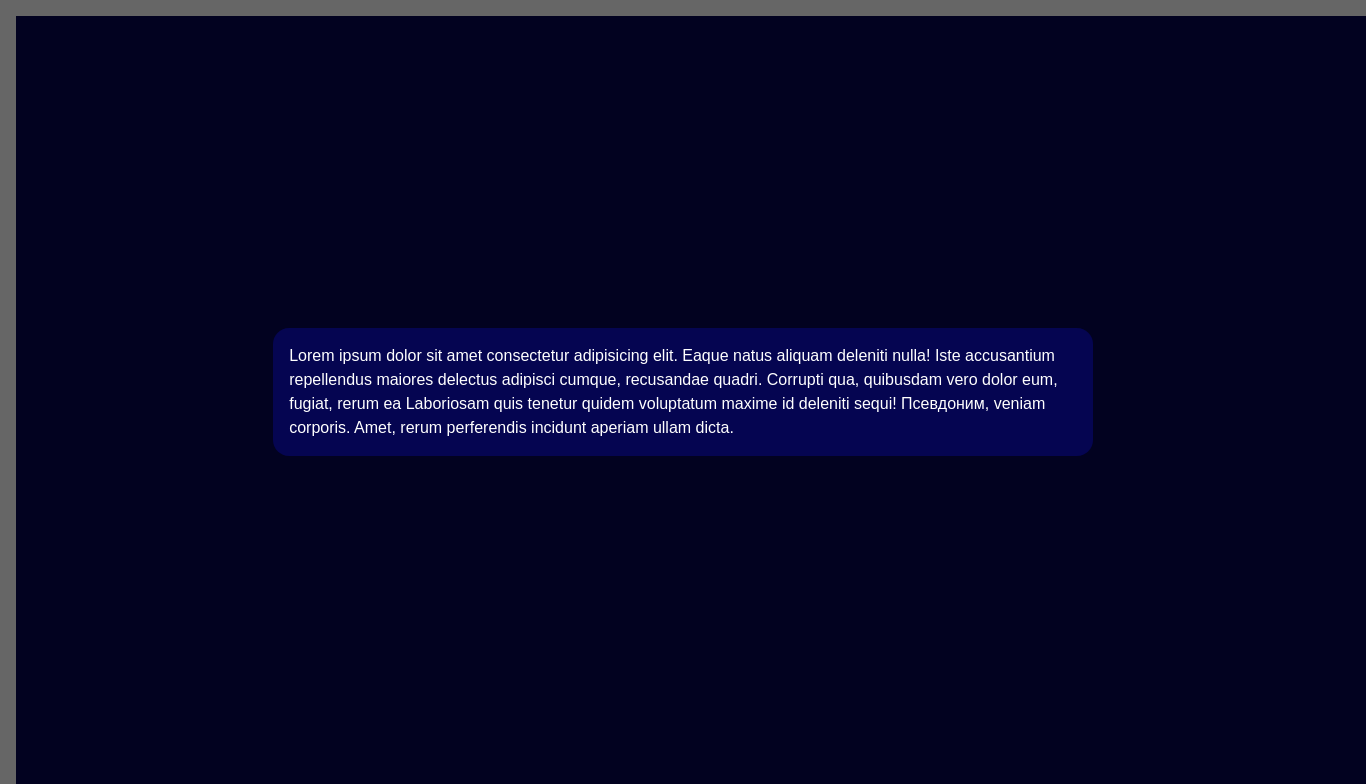 Lorem ipsum dolor sit amet consectetur adipisicing elit. Eaque natus aliquam deleniti nulla! Iste accusantium
repellendus maiores delectus adipisci cumque, recusandae quadri. Corrupti qua, quibusdam vero dolor eum,
fugiat, rerum ea Laboriosam quis tenetur quidem voluptatum maxime id deleniti sequi! Псевдоним, veniam
corporis. Amet, rerum perferendis incidunt aperiam ullam dicta.